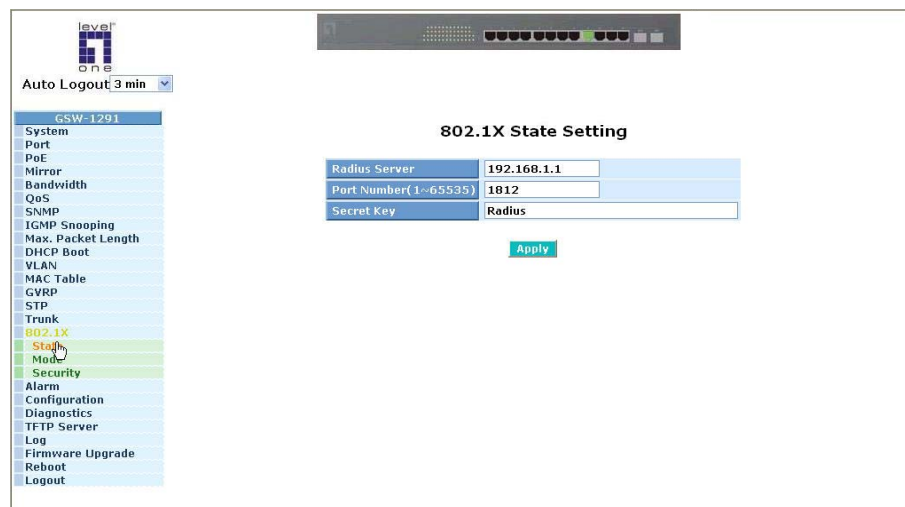 level
one
Auto Logout 3 min
GSW-1291
System
Port
PoE
Mirror
Bandwidth
QoS
SNMP
IGMP Snooping
Max. Packet Length
DHCP Boot
VLAN
MAC Table
GVRP
STP
Trunk
802.1X
State
Mode
Security
Alarm
Configuration
Diagnostics
TFTP Server
Log
Firmware Upgrade
Reboot
Logout
802.1X State Setting
Radius Server 192.168.1.1
Port Number(1~65535) 1812
Secret Key Radius
Apply